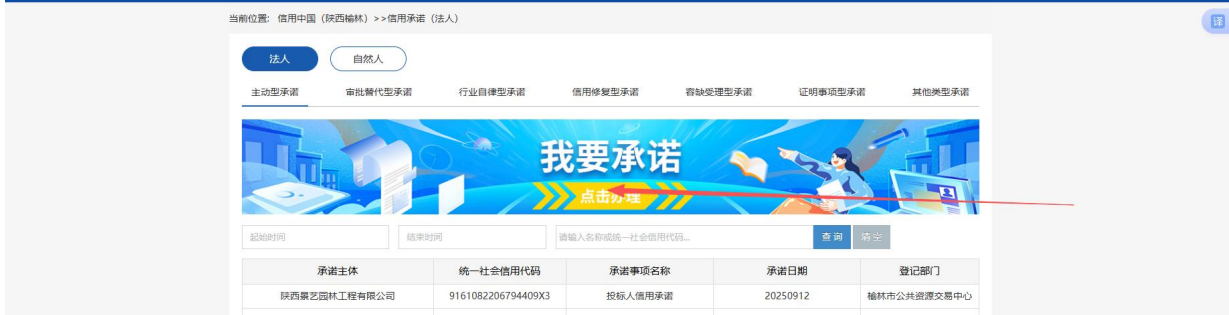 当前位置: 信用中国（陕西榆林）>>信用承诺（法人）
译
法人 自然人
主动型承诺 审批替代型承诺 行业自律型承诺 信用修复型承诺 容缺受理型承诺 证明事项型承诺 其他类型承诺
我要承诺
点击办理
起始时间 结束时间 请输入名称或统一社会信用代码... 查询 清空
承诺主体 统一社会信用代码 承诺事项名称 承诺日期 登记部门
陕西景艺园林工程有限公司 9161082206794409X3 投标人信用承诺 20250912 榆林市公共资源交易中心